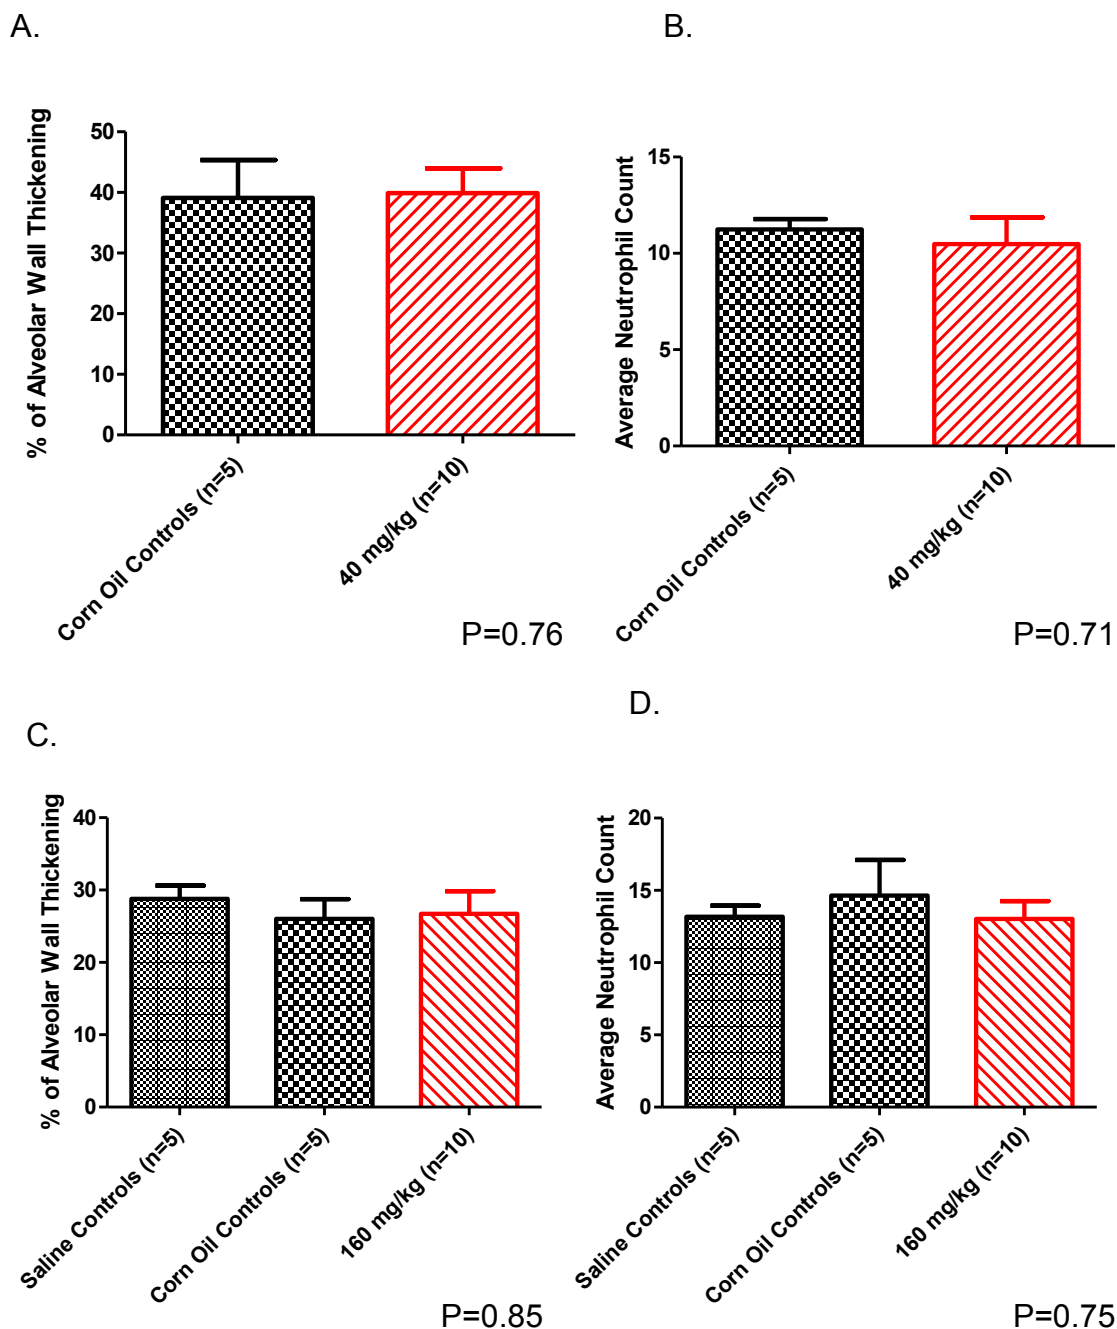 A.
% of Alveolar Wall Thickening
50
40
30
20
10
0
Corn Oil Controls (n=5)
40 mg/kg (n=10)
P=0.76
B.
Average Neutrophil Count
15
10
5
0
Corn Oil Controls (n=5)
40 mg/kg (n=10)
P=0.71
C.
% of Alveolar Wall Thickening
40
30
20
10
0
Saline Controls (n=5)
Corn Oil Controls (n=5)
160 mg/kg (n=10)
P=0.85
D.
Average Neutrophil Count
20
15
10
5
0
Saline Controls (n=5)
Corn Oil Controls (n=5)
160 mg/kg (n=10)
P=0.75